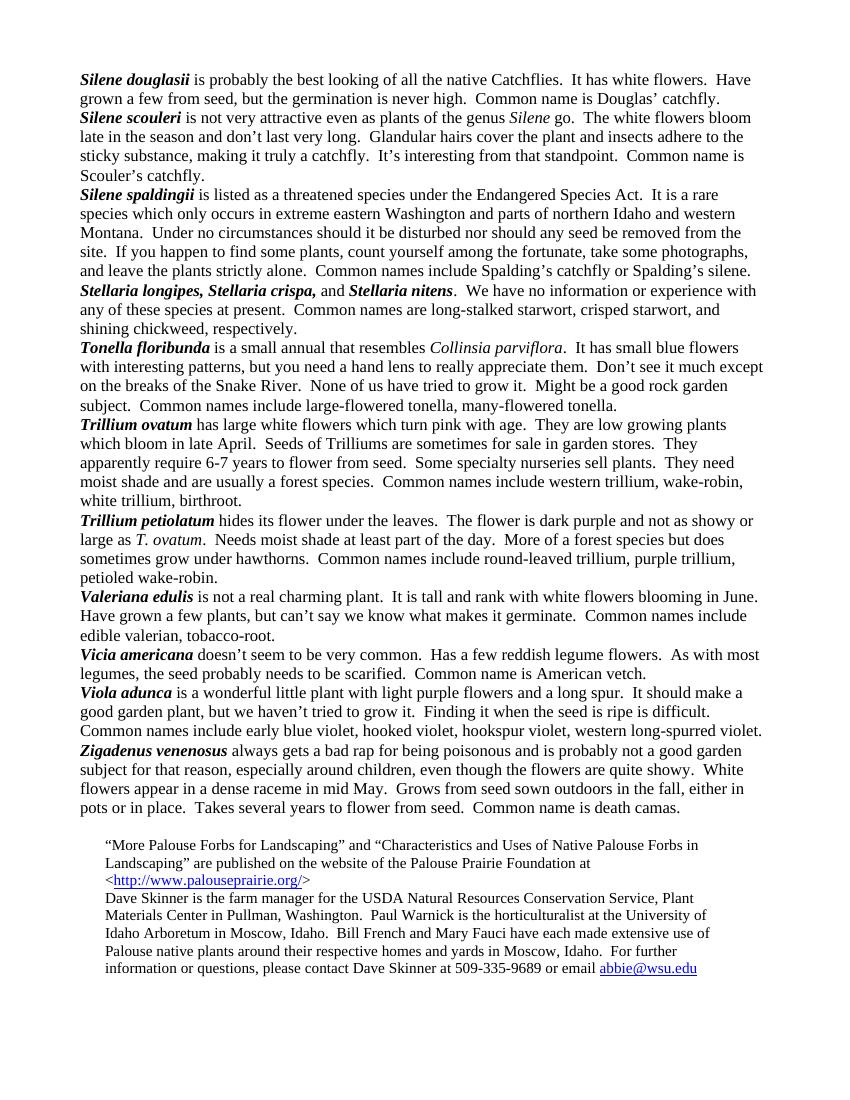 Silene douglasii is probably the best looking of all the native Catchflies.  It has white flowers.  Have
grown a few from seed, but the germination is never high.  Common name is Douglas’ catchfly.
Silene scouleri is not very attractive even as plants of the genus Silene go.  The white flowers bloom
late in the season and don’t last very long.  Glandular hairs cover the plant and insects adhere to the
sticky substance, making it truly a catchfly.  It’s interesting from that standpoint.  Common name is
Scouler’s catchfly.
Silene spaldingii is listed as a threatened species under the Endangered Species Act.  It is a rare
species which only occurs in extreme eastern Washington and parts of northern Idaho and western
Montana.  Under no circumstances should it be disturbed nor should any seed be removed from the
site.  If you happen to find some plants, count yourself among the fortunate, take some photographs,
and leave the plants strictly alone.  Common names include Spalding’s catchfly or Spalding’s silene.
Stellaria longipes, Stellaria crispa, and Stellaria nitens.  We have no information or experience with
any of these species at present.  Common names are long-stalked starwort, crisped starwort, and
shining chickweed, respectively.
Tonella floribunda is a small annual that resembles Collinsia parviflora.  It has small blue flowers
with interesting patterns, but you need a hand lens to really appreciate them.  Don’t see it much except
on the breaks of the Snake River.  None of us have tried to grow it.  Might be a good rock garden
subject.  Common names include large-flowered tonella, many-flowered tonella.
Trillium ovatum has large white flowers which turn pink with age.  They are low growing plants
which bloom in late April.  Seeds of Trilliums are sometimes for sale in garden stores.  They
apparently require 6-7 years to flower from seed.  Some specialty nurseries sell plants.  They need
moist shade and are usually a forest species.  Common names include western trillium, wake-robin,
white trillium, birthroot.
Trillium petiolatum hides its flower under the leaves.  The flower is dark purple and not as showy or
large as T. ovatum.  Needs moist shade at least part of the day.  More of a forest species but does
sometimes grow under hawthorns.  Common names include round-leaved trillium, purple trillium,
petioled wake-robin.
Valeriana edulis is not a real charming plant.  It is tall and rank with white flowers blooming in June.
Have grown a few plants, but can’t say we know what makes it germinate.  Common names include
edible valerian, tobacco-root.
Vicia americana doesn’t seem to be very common.  Has a few reddish legume flowers.  As with most
legumes, the seed probably needs to be scarified.  Common name is American vetch.
Viola adunca is a wonderful little plant with light purple flowers and a long spur.  It should make a
good garden plant, but we haven’t tried to grow it.  Finding it when the seed is ripe is difficult.
Common names include early blue violet, hooked violet, hookspur violet, western long-spurred violet.
Zigadenus venenosus always gets a bad rap for being poisonous and is probably not a good garden
subject for that reason, especially around children, even though the flowers are quite showy.  White
flowers appear in a dense raceme in mid May.  Grows from seed sown outdoors in the fall, either in
pots or in place.  Takes several years to flower from seed.  Common name is death camas.
“More Palouse Forbs for Landscaping” and “Characteristics and Uses of Native Palouse Forbs in
Landscaping” are published on the website of the Palouse Prairie Foundation at
<http://www.palouseprairie.org/>
Dave Skinner is the farm manager for the USDA Natural Resources Conservation Service, Plant
Materials Center in Pullman, Washington.  Paul Warnick is the horticulturalist at the University of
Idaho Arboretum in Moscow, Idaho.  Bill French and Mary Fauci have each made extensive use of
Palouse native plants around their respective homes and yards in Moscow, Idaho.  For further
information or questions, please contact Dave Skinner at 509-335-9689 or email abbie@wsu.edu